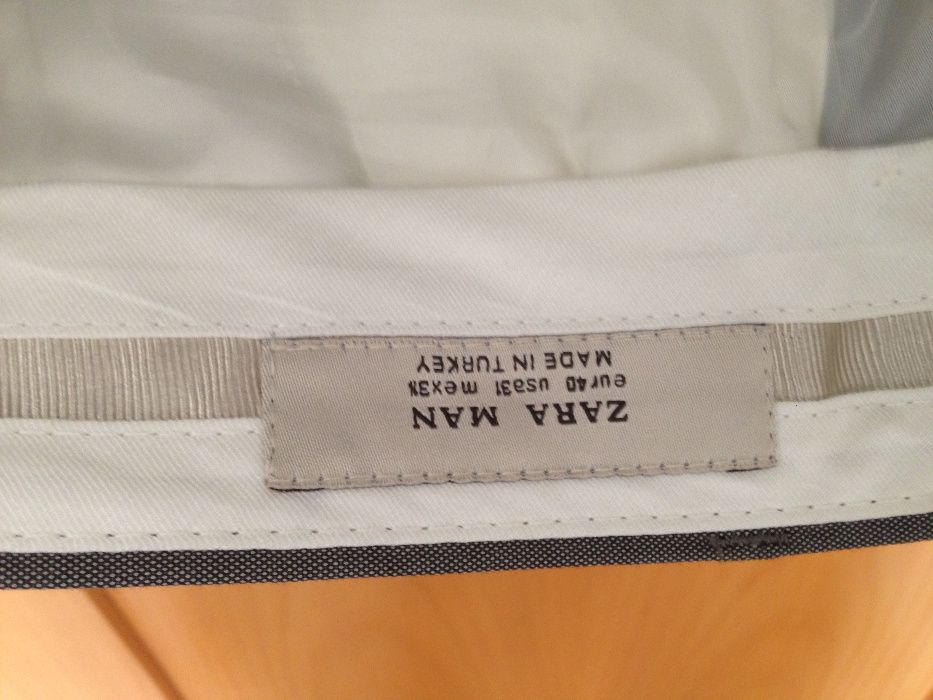 ZARA MAN
eur40 usa31 mex31
MADE IN TURKEY